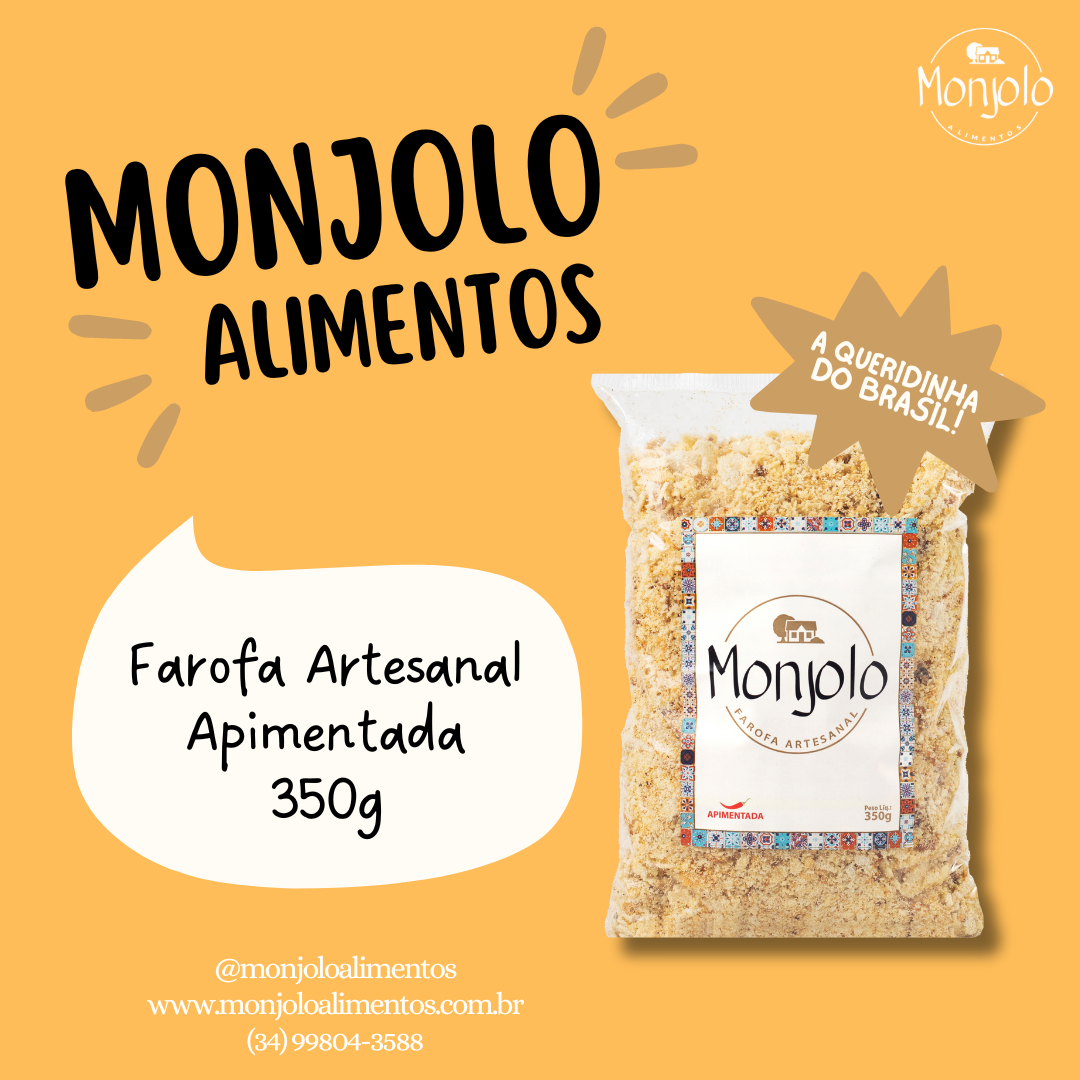 Monjolo
ALIMENTOS
MONJOLO
ALIMENTOS
A QUERIDINHA
DO BRASIL!
Farofa Artesanal
Apimentada
350g
Monjolo
FAROFA ARTESANAL
APIMENTADA
Peso Líq.:
350g
@monjoloalimentos
www.monjoloalimentos.com.br
(34) 99804-3588